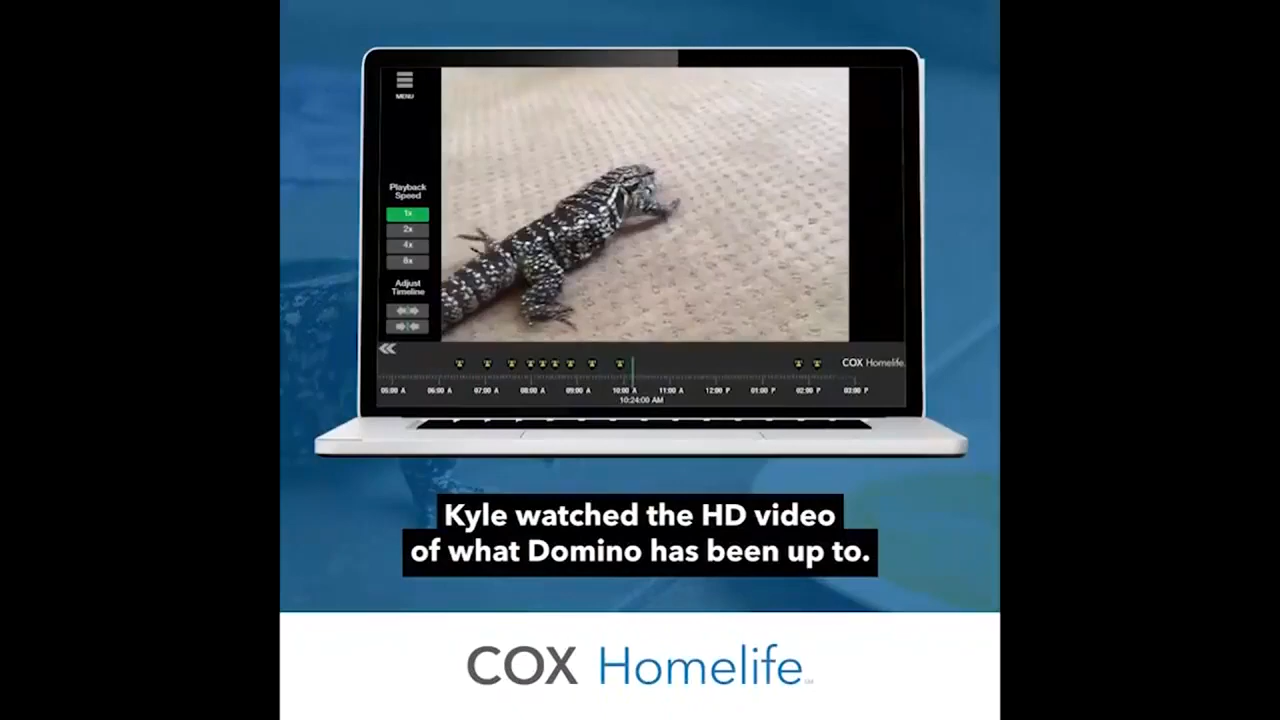 MENU
Playback
Speed
1x
2x
4x
8x
Adjust
Timeline
COX Homelife
05:00 A 06:00 A 07:00 A 08:00 A 09:00 A 10:00 A 11:00 A 12:00 P 01:00 P 02:00 P 03:00 P
10:24:00 AM
Kyle watched the HD video
of what Domino has been up to.
COX Homelife